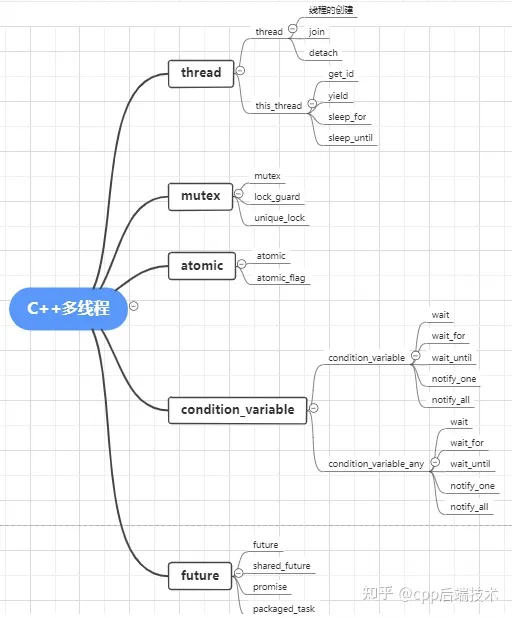 线程的创建
thread
join
detach
thread
get_id
this_thread
yield
sleep_for
sleep_until
mutex
mutex
lock_guard
unique_lock
atomic
atomic
atomic_flag
C++多线程
condition_variable
condition_variable
wait
wait_for
wait_until
notify_one
notify_all
condition_variable_any
wait
wait_for
wait_until
notify_one
notify_all
future
future
shared_future
promise
packaged_task
知乎 @cpp后端技术